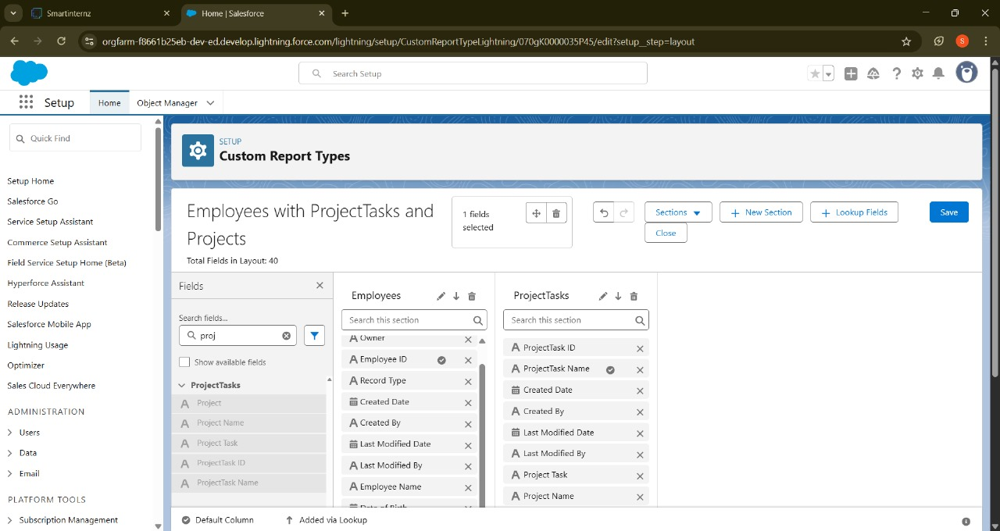 Smartinternz
Home | Salesforce
orgfarm-f8661b25eb-dev-ed.develop.lightning.force.com/lightning/setup/CustomReportTypeLightning/070gK0000035P45/edit?setup__step=layout
S
Search Setup
Setup
Home
Object Manager
Quick Find
Setup Home
Salesforce Go
Service Setup Assistant
Commerce Setup Assistant
Field Service Setup Home (Beta)
Hyperforce Assistant
Release Updates
Salesforce Mobile App
Lightning Usage
Optimizer
Sales Cloud Everywhere
ADMINISTRATION
Users
Data
Email
PLATFORM TOOLS
Subscription Management
SETUP
Custom Report Types
Employees with ProjectTasks and
Projects
Total Fields in Layout: 40
1 fields
selected
Sections
New Section
Lookup Fields
Save
Close
Fields
Search fields...
proj
Show available fields
ProjectTasks
A Project
A Project Name
A Project Task
A ProjectTask ID
A ProjectTask Name
Employees
Search this section
A Owner
A Employee ID
A Record Type
Created Date
A Created By
Last Modified Date
A Last Modified By
A Employee Name
Date of Birth
ProjectTasks
Search this section
A ProjectTask ID
A ProjectTask Name
Created Date
A Created By
Last Modified Date
A Last Modified By
A Project Task
A Project Name
Default Column
Added via Lookup